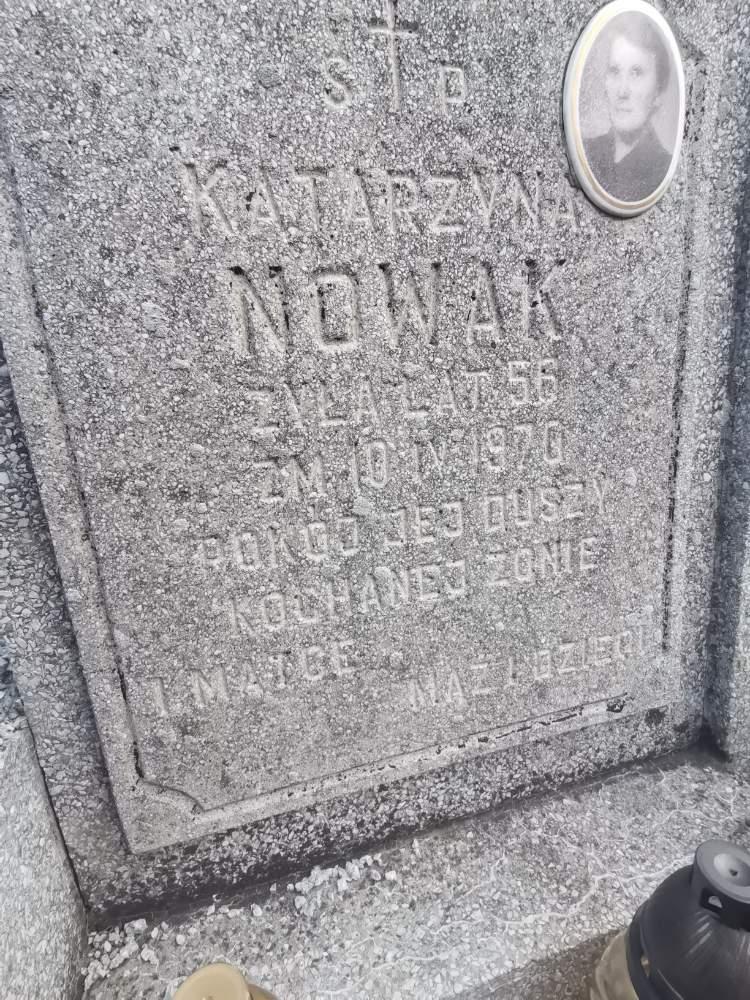 Ś P
KATARZYNA
NOWAK
ŻYŁA LAT 56
ZM. 10 IV 1970
POKÓJ JEJ DUSZY
KOCHANEJ ŻONIE
I MATCE MĄŻ I DZIECI